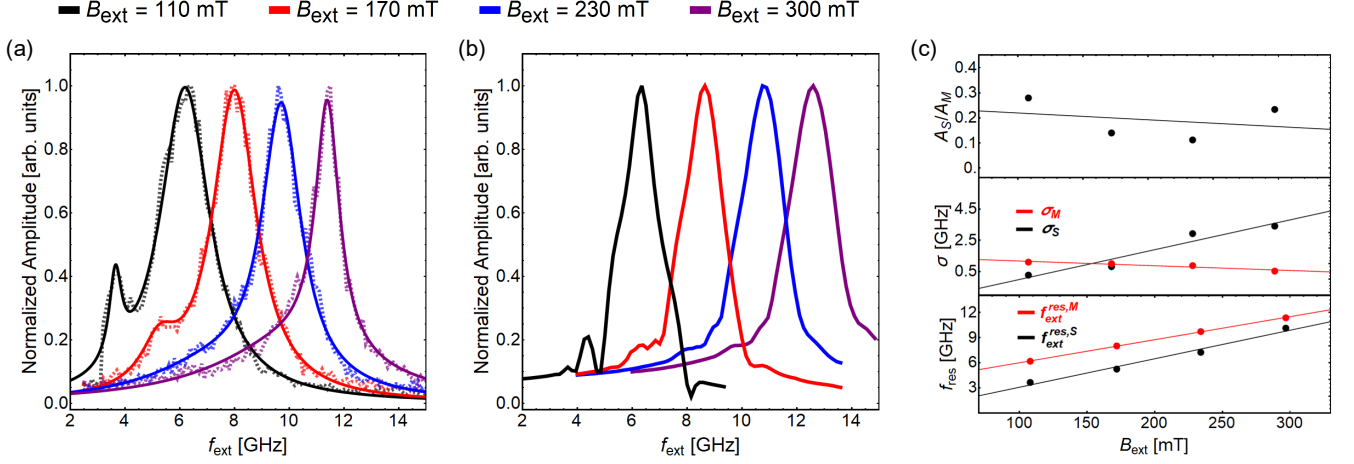 B_ext = 110 mT B_ext = 170 mT B_ext = 230 mT B_ext = 300 mT
(a) (b) (c)
Normalized Amplitude [arb. units]
1.0
0.8
0.6
0.4
0.2
0.0
2 4 6 8 10 12 14
f_ext [GHz]
Normalized Amplitude [arb. units]
1.0
0.8
0.6
0.4
0.2
0.0
2 4 6 8 10 12 14
f_ext [GHz]
A_S/A_M
0.4
0.3
0.2
0.1
0.
σ [GHz]
4.5
2.5
0.5
σ_M
σ_S
f_res [GHz]
12
9
6
3
f_ext^res,M
f_ext^res,S
100 150 200 250 300
B_ext [mT]